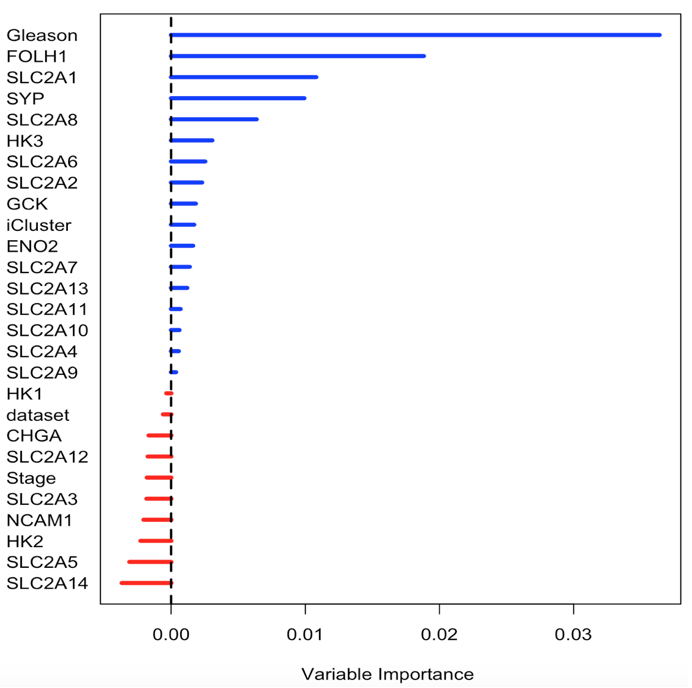 Gleason
FOLH1
SLC2A1
SYP
SLC2A8
HK3
SLC2A6
SLC2A2
GCK
iCluster
ENO2
SLC2A7
SLC2A13
SLC2A11
SLC2A10
SLC2A4
SLC2A9
HK1
dataset
CHGA
SLC2A12
Stage
SLC2A3
NCAM1
HK2
SLC2A5
SLC2A14
0.00 0.01 0.02 0.03
Variable Importance